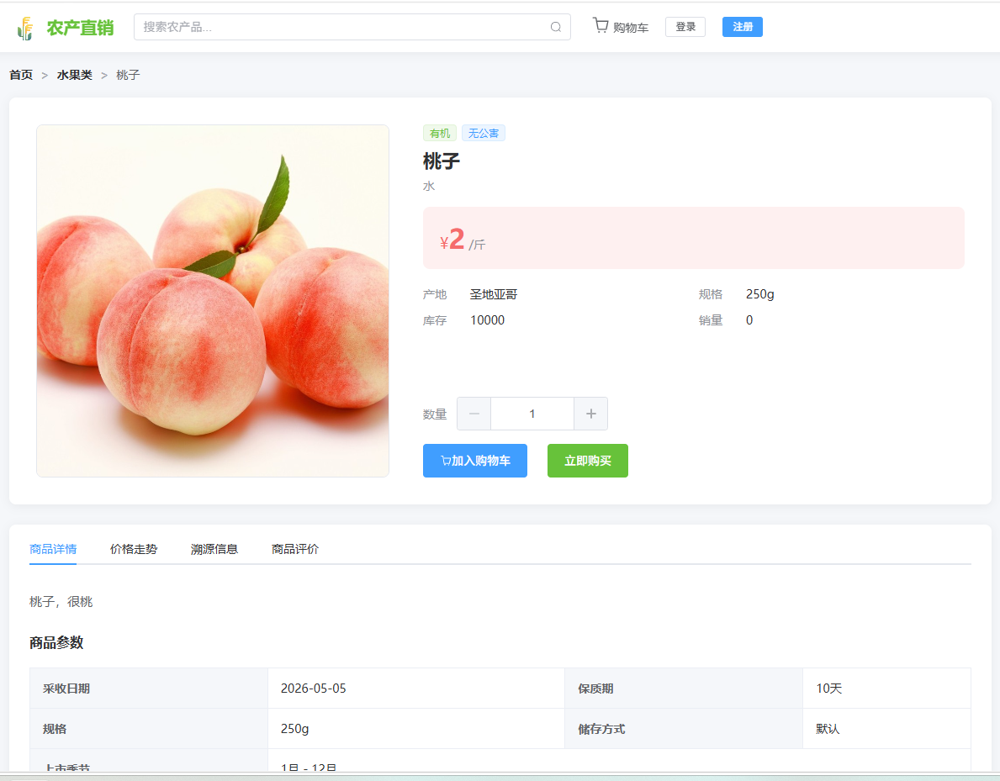 农产直销 搜索农产品... 购物车 登录 注册
首页 > 水果类 > 桃子
有机 无公害
桃子
水
¥2 /斤
产地 圣地亚哥 规格 250g
库存 10000 销量 0
数量 − 1 +
加入购物车 立即购买
商品详情 价格走势 溯源信息 商品评价
桃子，很桃
商品参数
采收日期 2026-05-05 保质期 10天
规格 250g 储存方式 默认
上市季节 1月 - 12月